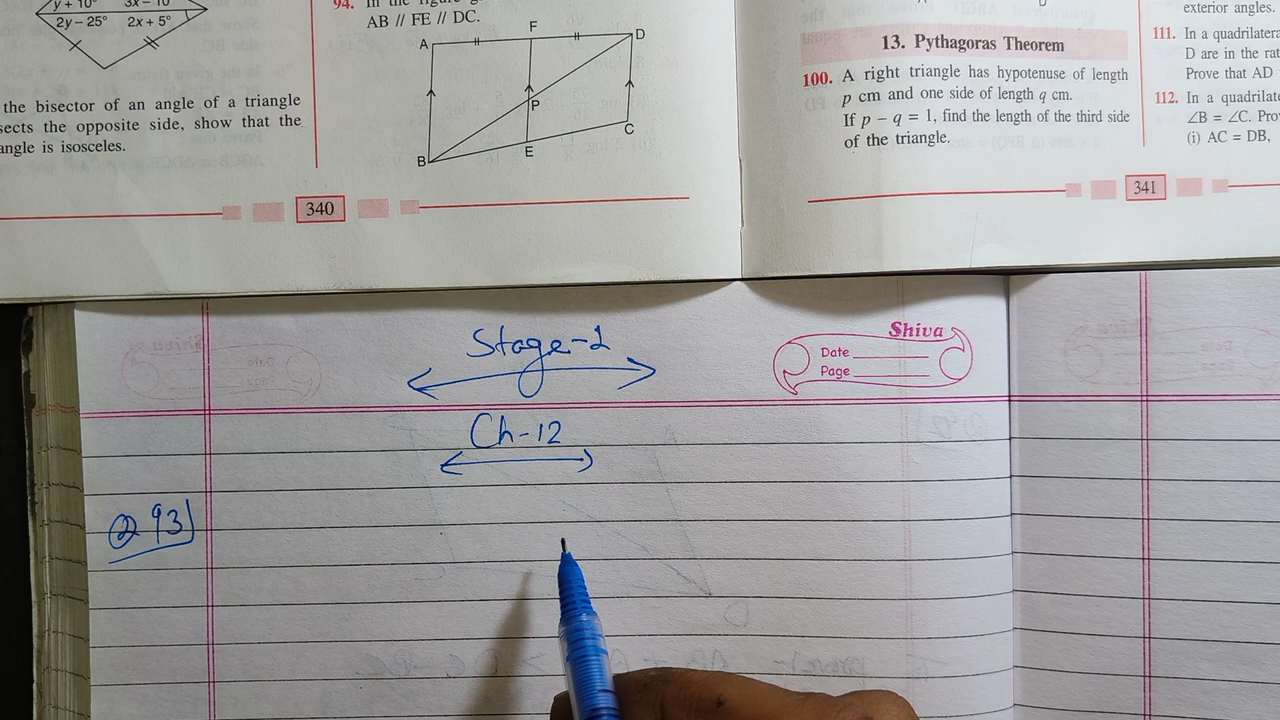 y + 10° 3x − 10°
2y − 25° 2x + 5°
the bisector of an angle of a triangle
sects the opposite side, show that the
angle is isosceles.
94. In the figure
AB // FE // DC.
A F D
P
B E C
340
13. Pythagoras Theorem
100. A right triangle has hypotenuse of length
p cm and one side of length q cm.
If p − q = 1, find the length of the third side
of the triangle.
exterior angles.
111. In a quadrilatera
D are in the rat
Prove that AD
112. In a quadrilate
∠B = ∠C. Pro
(i) AC = DB,
341
Stage-2
Shiva
Date
Page
Ch-12
Q 93